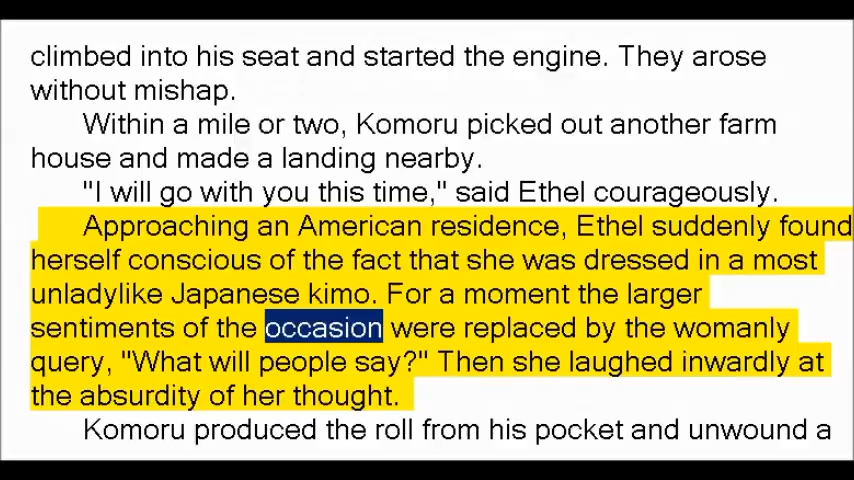 climbed into his seat and started the engine. They arose
without mishap.
Within a mile or two, Komoru picked out another farm
house and made a landing nearby.
"I will go with you this time," said Ethel courageously.
Approaching an American residence, Ethel suddenly found
herself conscious of the fact that she was dressed in a most
unladylike Japanese kimo. For a moment the larger
sentiments of the occasion were replaced by the womanly
query, "What will people say?" Then she laughed inwardly at
the absurdity of her thought.
Komoru produced the roll from his pocket and unwound a